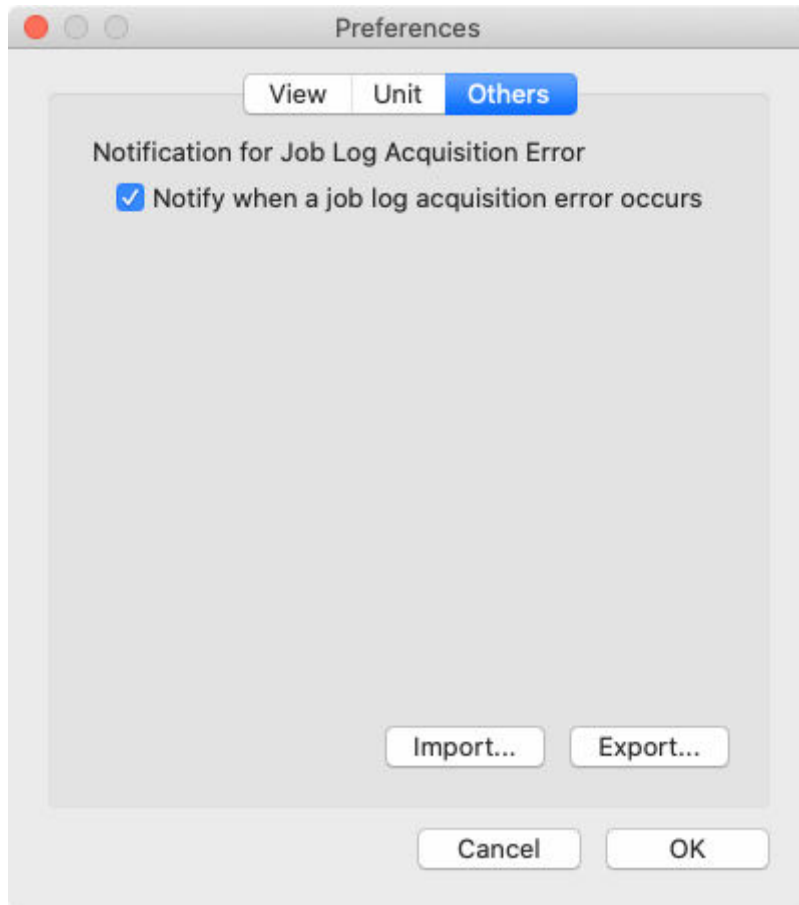 Preferences
View Unit Others
Notification for Job Log Acquisition Error
Notify when a job log acquisition error occurs
Import... Export...
Cancel OK